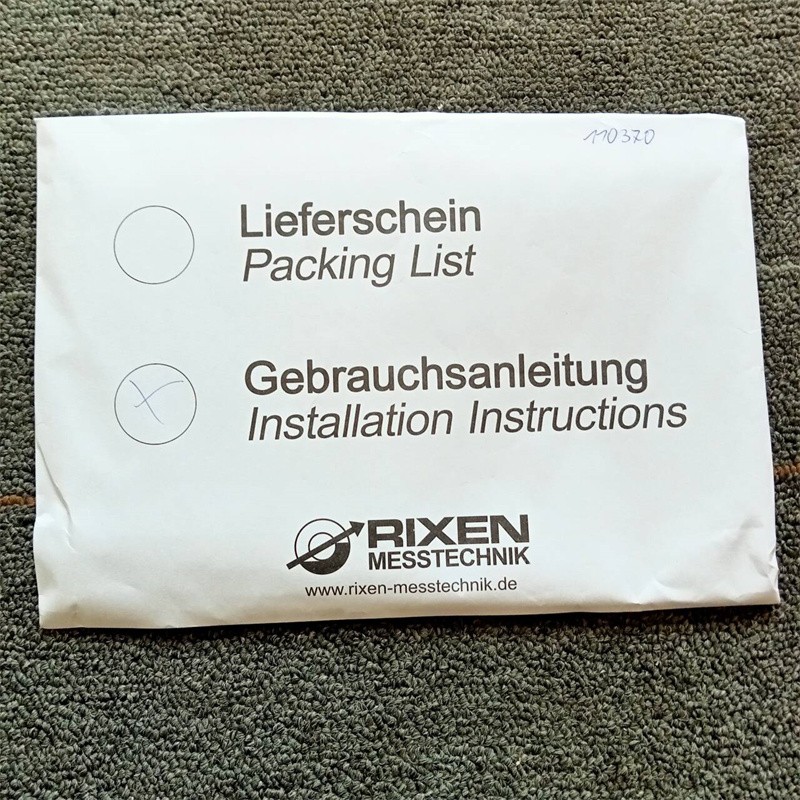 110370
Lieferschein
Packing List
Gebrauchsanleitung
Installation Instructions
RIXEN
MESSTECHNIK
www.rixen-messtechnik.de